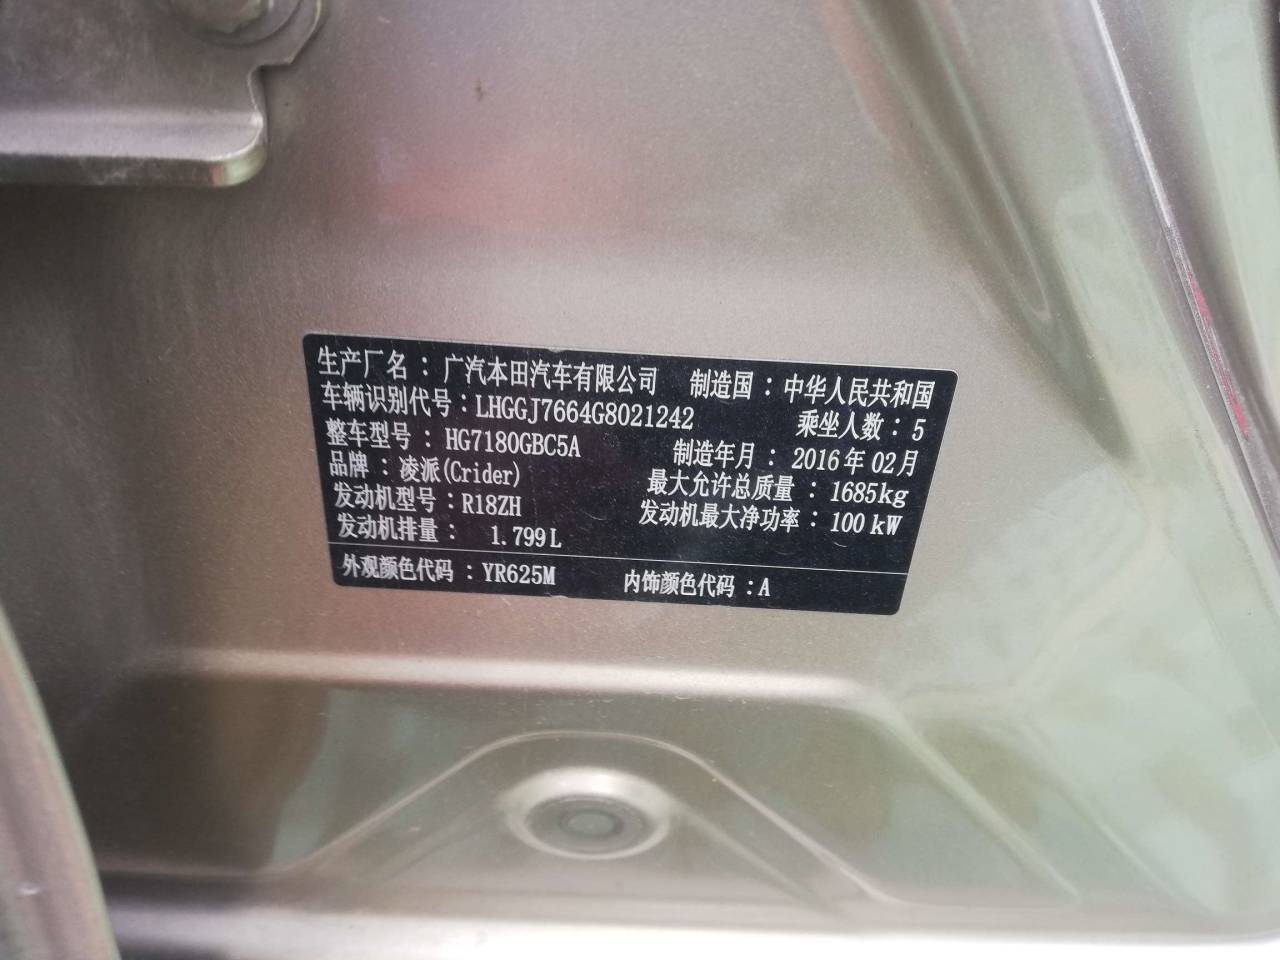 生产厂名：广汽本田汽车有限公司 制造国：中华人民共和国
车辆识别代号：LHGGJ7664G8021242 乘坐人数：5
整车型号：HG7180GBC5A 制造年月：2016年02月
品牌：凌派(Crider) 最大允许总质量：1685kg
发动机型号：R18ZH 发动机最大净功率：100 kW
发动机排量：1.799L
外观颜色代码：YR625M 内饰颜色代码：A